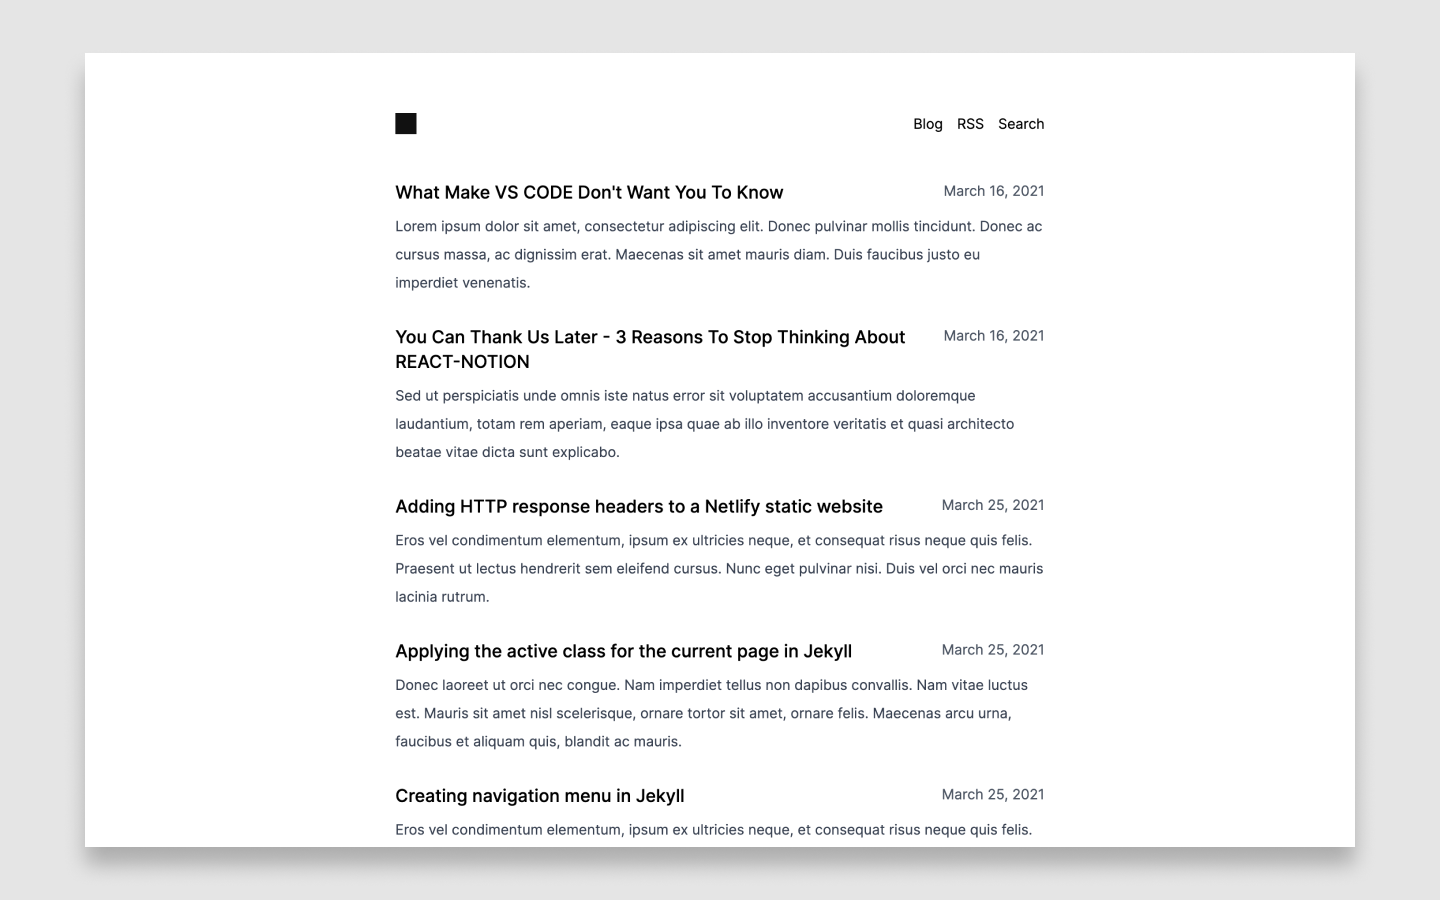 Blog RSS Search
What Make VS CODE Don't Want You To Know March 16, 2021
Lorem ipsum dolor sit amet, consectetur adipiscing elit. Donec pulvinar mollis tincidunt. Donec ac
cursus massa, ac dignissim erat. Maecenas sit amet mauris diam. Duis faucibus justo eu
imperdiet venenatis.
You Can Thank Us Later - 3 Reasons To Stop Thinking About March 16, 2021
REACT-NOTION
Sed ut perspiciatis unde omnis iste natus error sit voluptatem accusantium doloremque
laudantium, totam rem aperiam, eaque ipsa quae ab illo inventore veritatis et quasi architecto
beatae vitae dicta sunt explicabo.
Adding HTTP response headers to a Netlify static website March 25, 2021
Eros vel condimentum elementum, ipsum ex ultricies neque, et consequat risus neque quis felis.
Praesent ut lectus hendrerit sem eleifend cursus. Nunc eget pulvinar nisi. Duis vel orci nec mauris
lacinia rutrum.
Applying the active class for the current page in Jekyll March 25, 2021
Donec laoreet ut orci nec congue. Nam imperdiet tellus non dapibus convallis. Nam vitae luctus
est. Mauris sit amet nisl scelerisque, ornare tortor sit amet, ornare felis. Maecenas arcu urna,
faucibus et aliquam quis, blandit ac mauris.
Creating navigation menu in Jekyll March 25, 2021
Eros vel condimentum elementum, ipsum ex ultricies neque, et consequat risus neque quis felis.